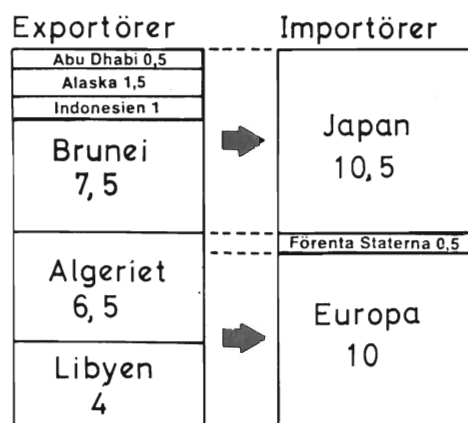 Exportörer
Abu Dhabi 0,5
Alaska 1,5
Indonesien 1
Brunei
7,5
Algeriet
6,5
Libyen
4
Importörer
Japan
10,5
Förenta Staterna 0,5
Europa
10